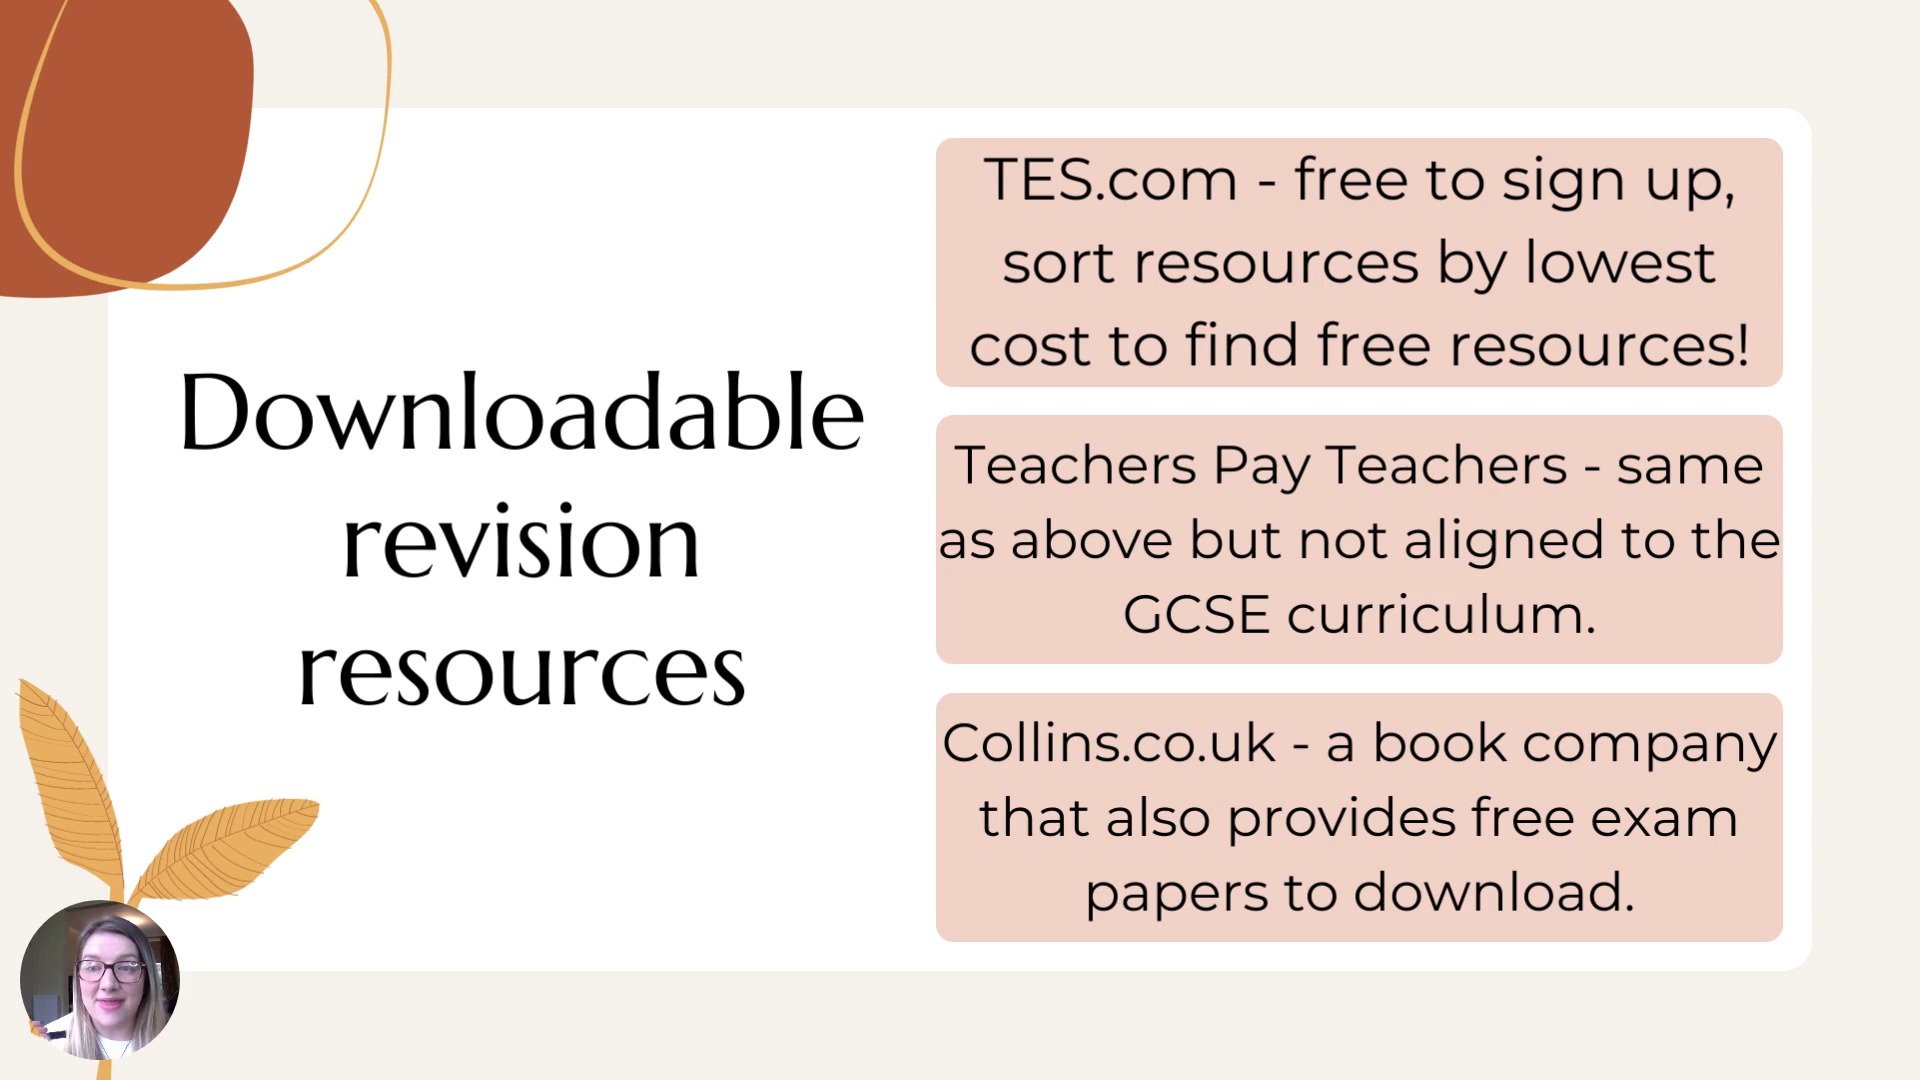 Downloadable
revision
resources
TES.com - free to sign up,
sort resources by lowest
cost to find free resources!
Teachers Pay Teachers - same
as above but not aligned to the
GCSE curriculum.
Collins.co.uk - a book company
that also provides free exam
papers to download.